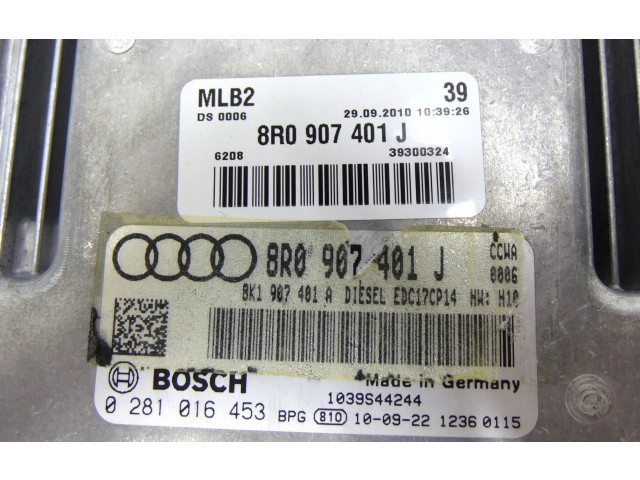 MLB2 39
DS 0006 29.09.2010 10:39:26
8R0 907 401 J
6208 39300324
8R0 907 401 J CCWA
0006
8K1 907 401 A DIESEL EDC17CP14 HW: H10
BOSCH Made in Germany
1039S44244
0 281 016 453 BPG 810 10-09-22 1236 0115